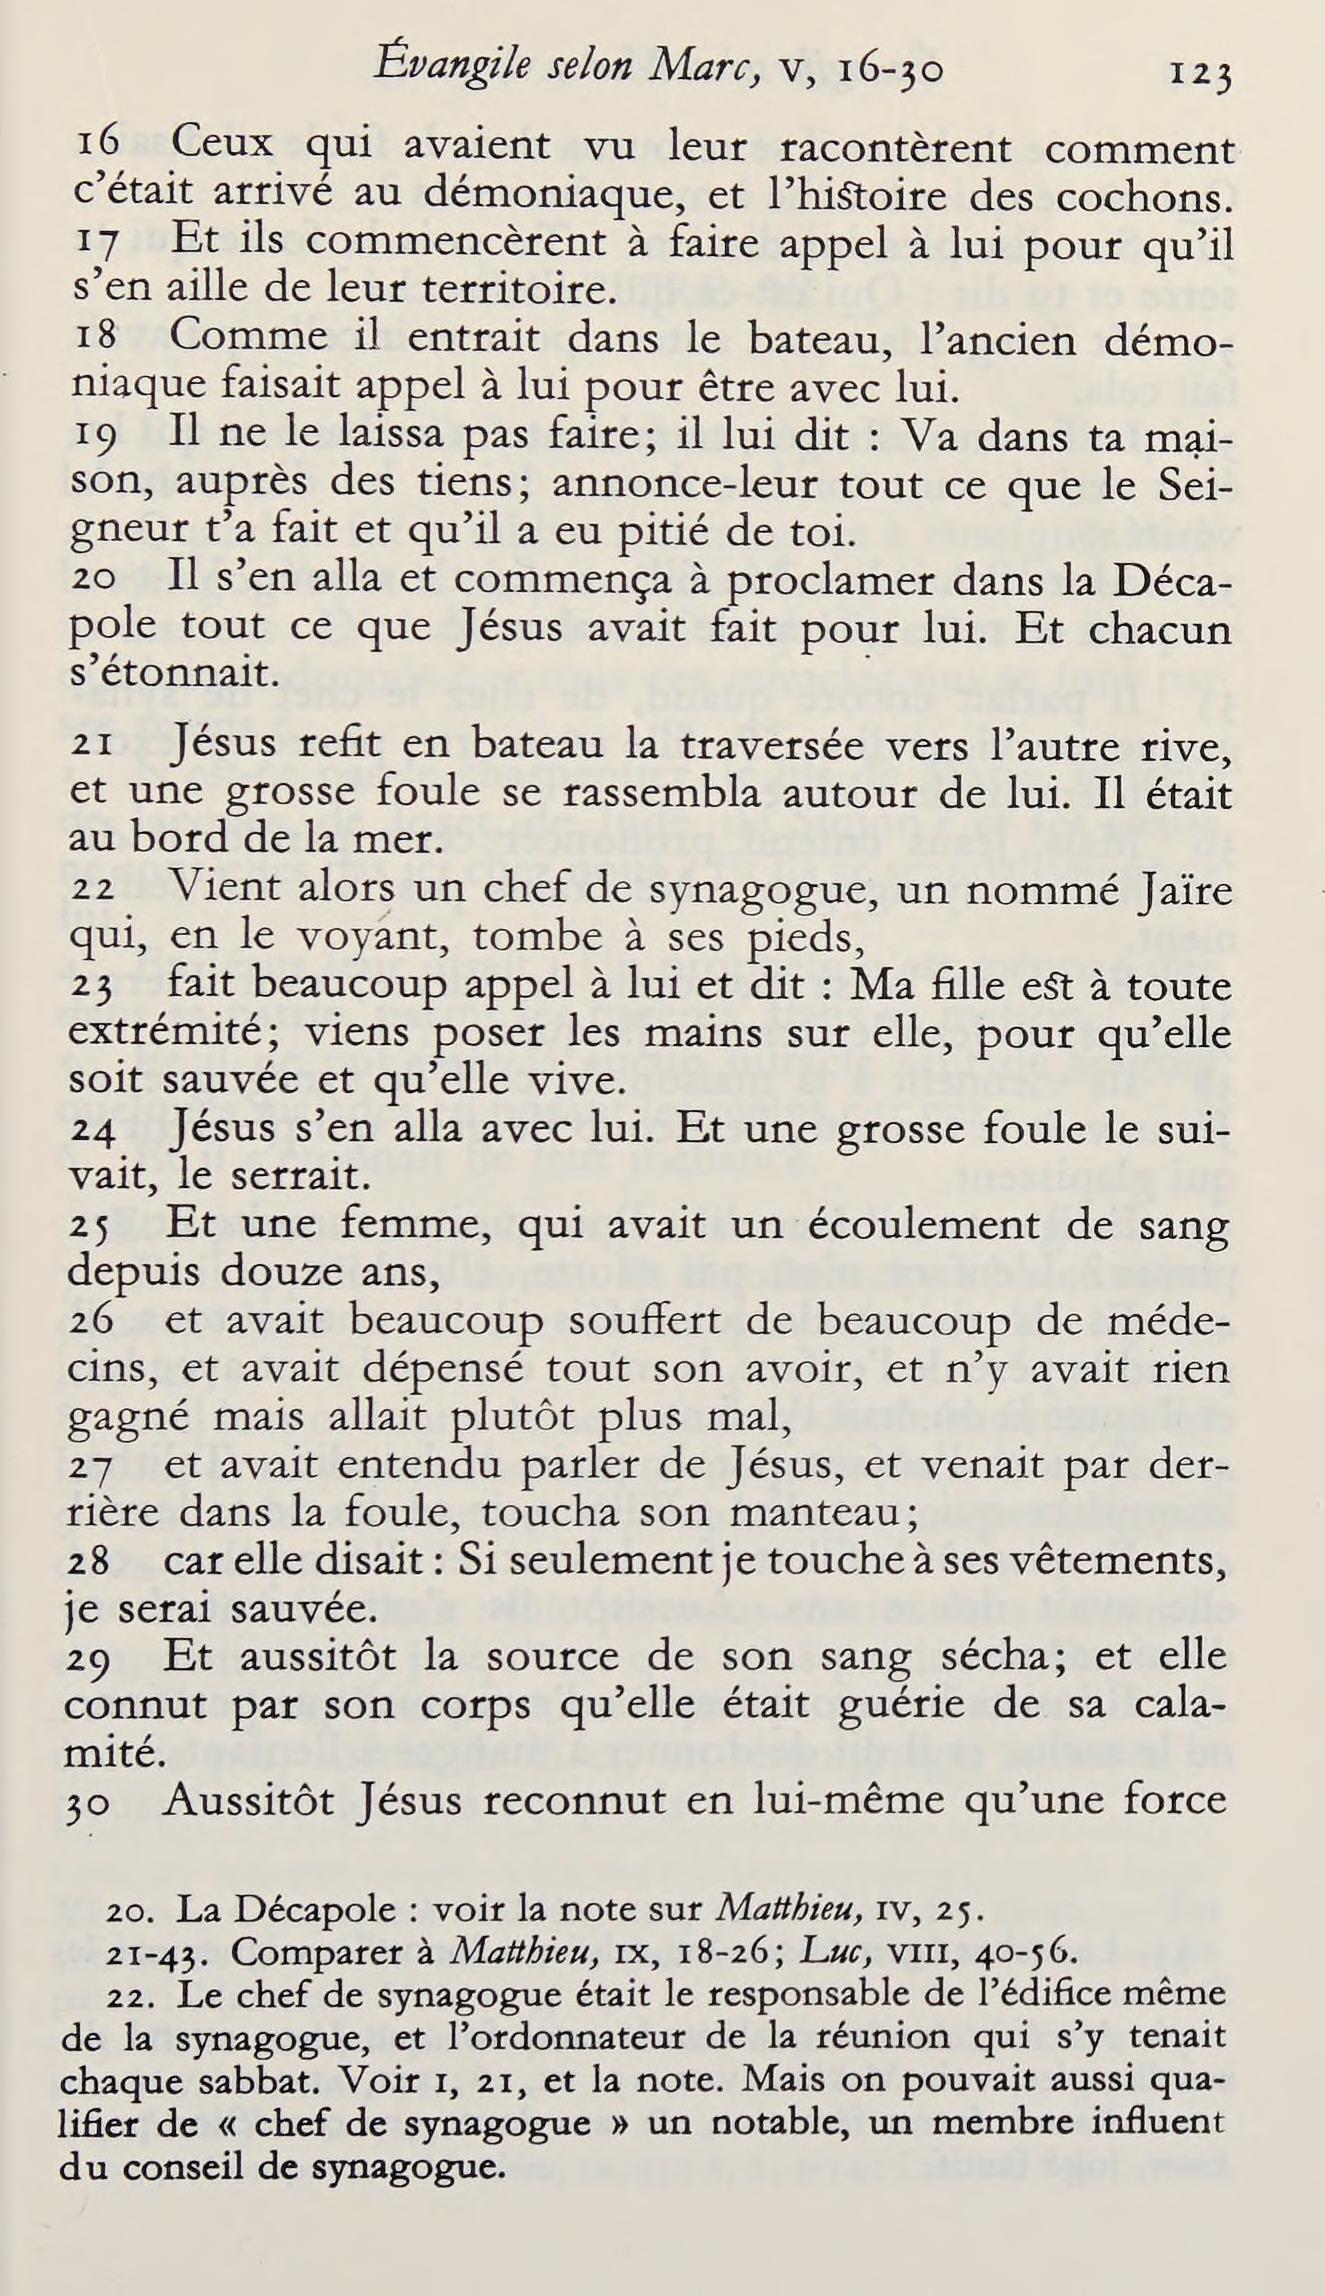 Évangile selon Marc, V, 16-30 123
16 Ceux qui avaient vu leur racontèrent comment
c’était arrivé au démoniaque, et l’histoire des cochons.
17 Et ils commencèrent à faire appel à lui pour qu’il
s’en aille de leur territoire.
18 Comme il entrait dans le bateau, l’ancien démo-
niaque faisait appel à lui pour être avec lui.
19 Il ne le laissa pas faire; il lui dit : Va dans ta mai-
son, auprès des tiens; annonce-leur tout ce que le Sei-
gneur t’a fait et qu’il a eu pitié de toi.
20 Il s’en alla et commença à proclamer dans la Déca-
pole tout ce que Jésus avait fait pour lui. Et chacun
s’étonnait.
21 Jésus refit en bateau la traversée vers l’autre rive,
et une grosse foule se rassembla autour de lui. Il était
au bord de la mer.
22 Vient alors un chef de synagogue, un nommé Jaïre
qui, en le voyant, tombe à ses pieds,
23 fait beaucoup appel à lui et dit : Ma fille est à toute
extrémité; viens poser les mains sur elle, pour qu’elle
soit sauvée et qu’elle vive.
24 Jésus s’en alla avec lui. Et une grosse foule le sui-
vait, le serrait.
25 Et une femme, qui avait un écoulement de sang
depuis douze ans,
26 et avait beaucoup souffert de beaucoup de méde-
cins, et avait dépensé tout son avoir, et n’y avait rien
gagné mais allait plutôt plus mal,
27 et avait entendu parler de Jésus, et venait par der-
rière dans la foule, toucha son manteau;
28 car elle disait : Si seulement je touche à ses vêtements,
je serai sauvée.
29 Et aussitôt la source de son sang sécha; et elle
connut par son corps qu’elle était guérie de sa cala-
mité.
30 Aussitôt Jésus reconnut en lui-même qu’une force
20. La Décapole : voir la note sur Matthieu, IV, 25.
21-43. Comparer à Matthieu, IX, 18-26; Luc, VIII, 40-56.
22. Le chef de synagogue était le responsable de l’édifice même
de la synagogue, et l’ordonnateur de la réunion qui s’y tenait
chaque sabbat. Voir I, 21, et la note. Mais on pouvait aussi qua-
lifier de « chef de synagogue » un notable, un membre influent
du conseil de synagogue.